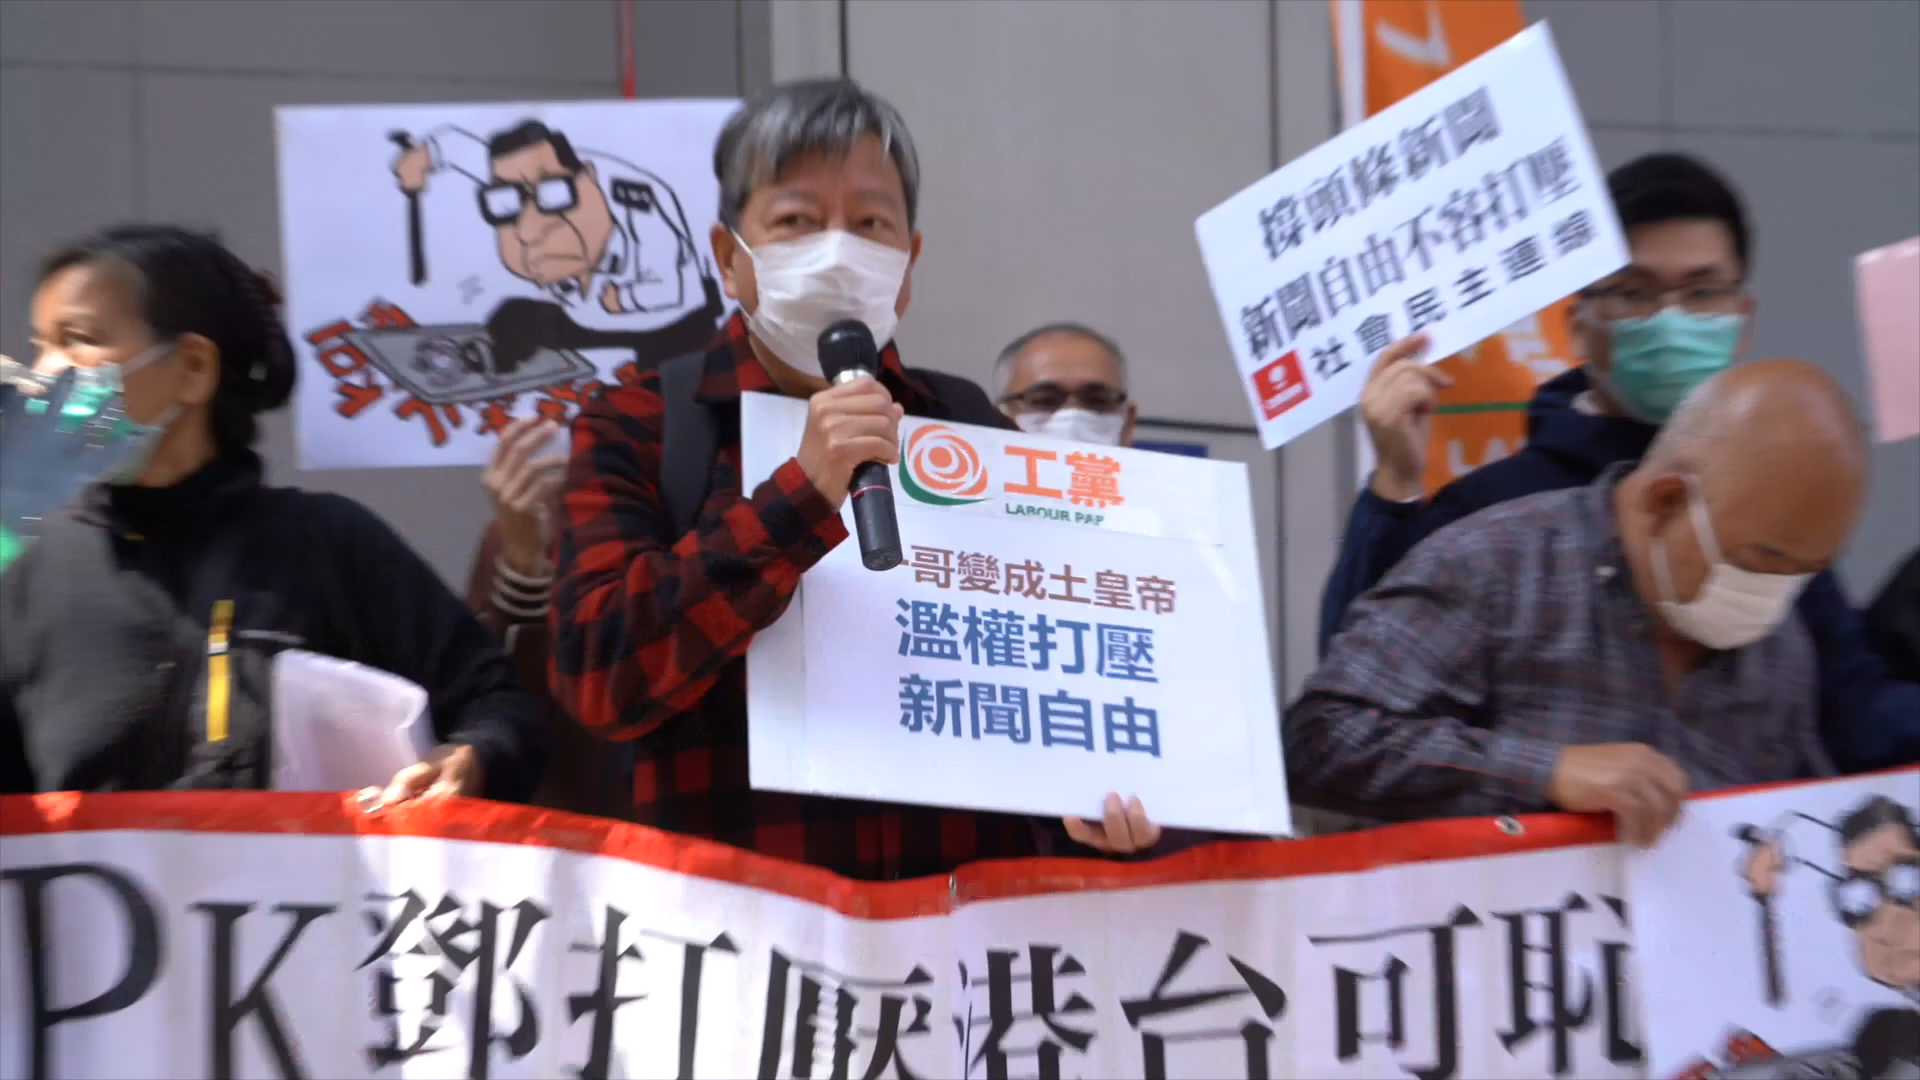 撐頭條新聞
新聞自由不容打壓
社會民主連線
工黨
LABOUR PAR
哥變成土皇帝
濫權打壓
新聞自由
PK鄧打壓港台可恥